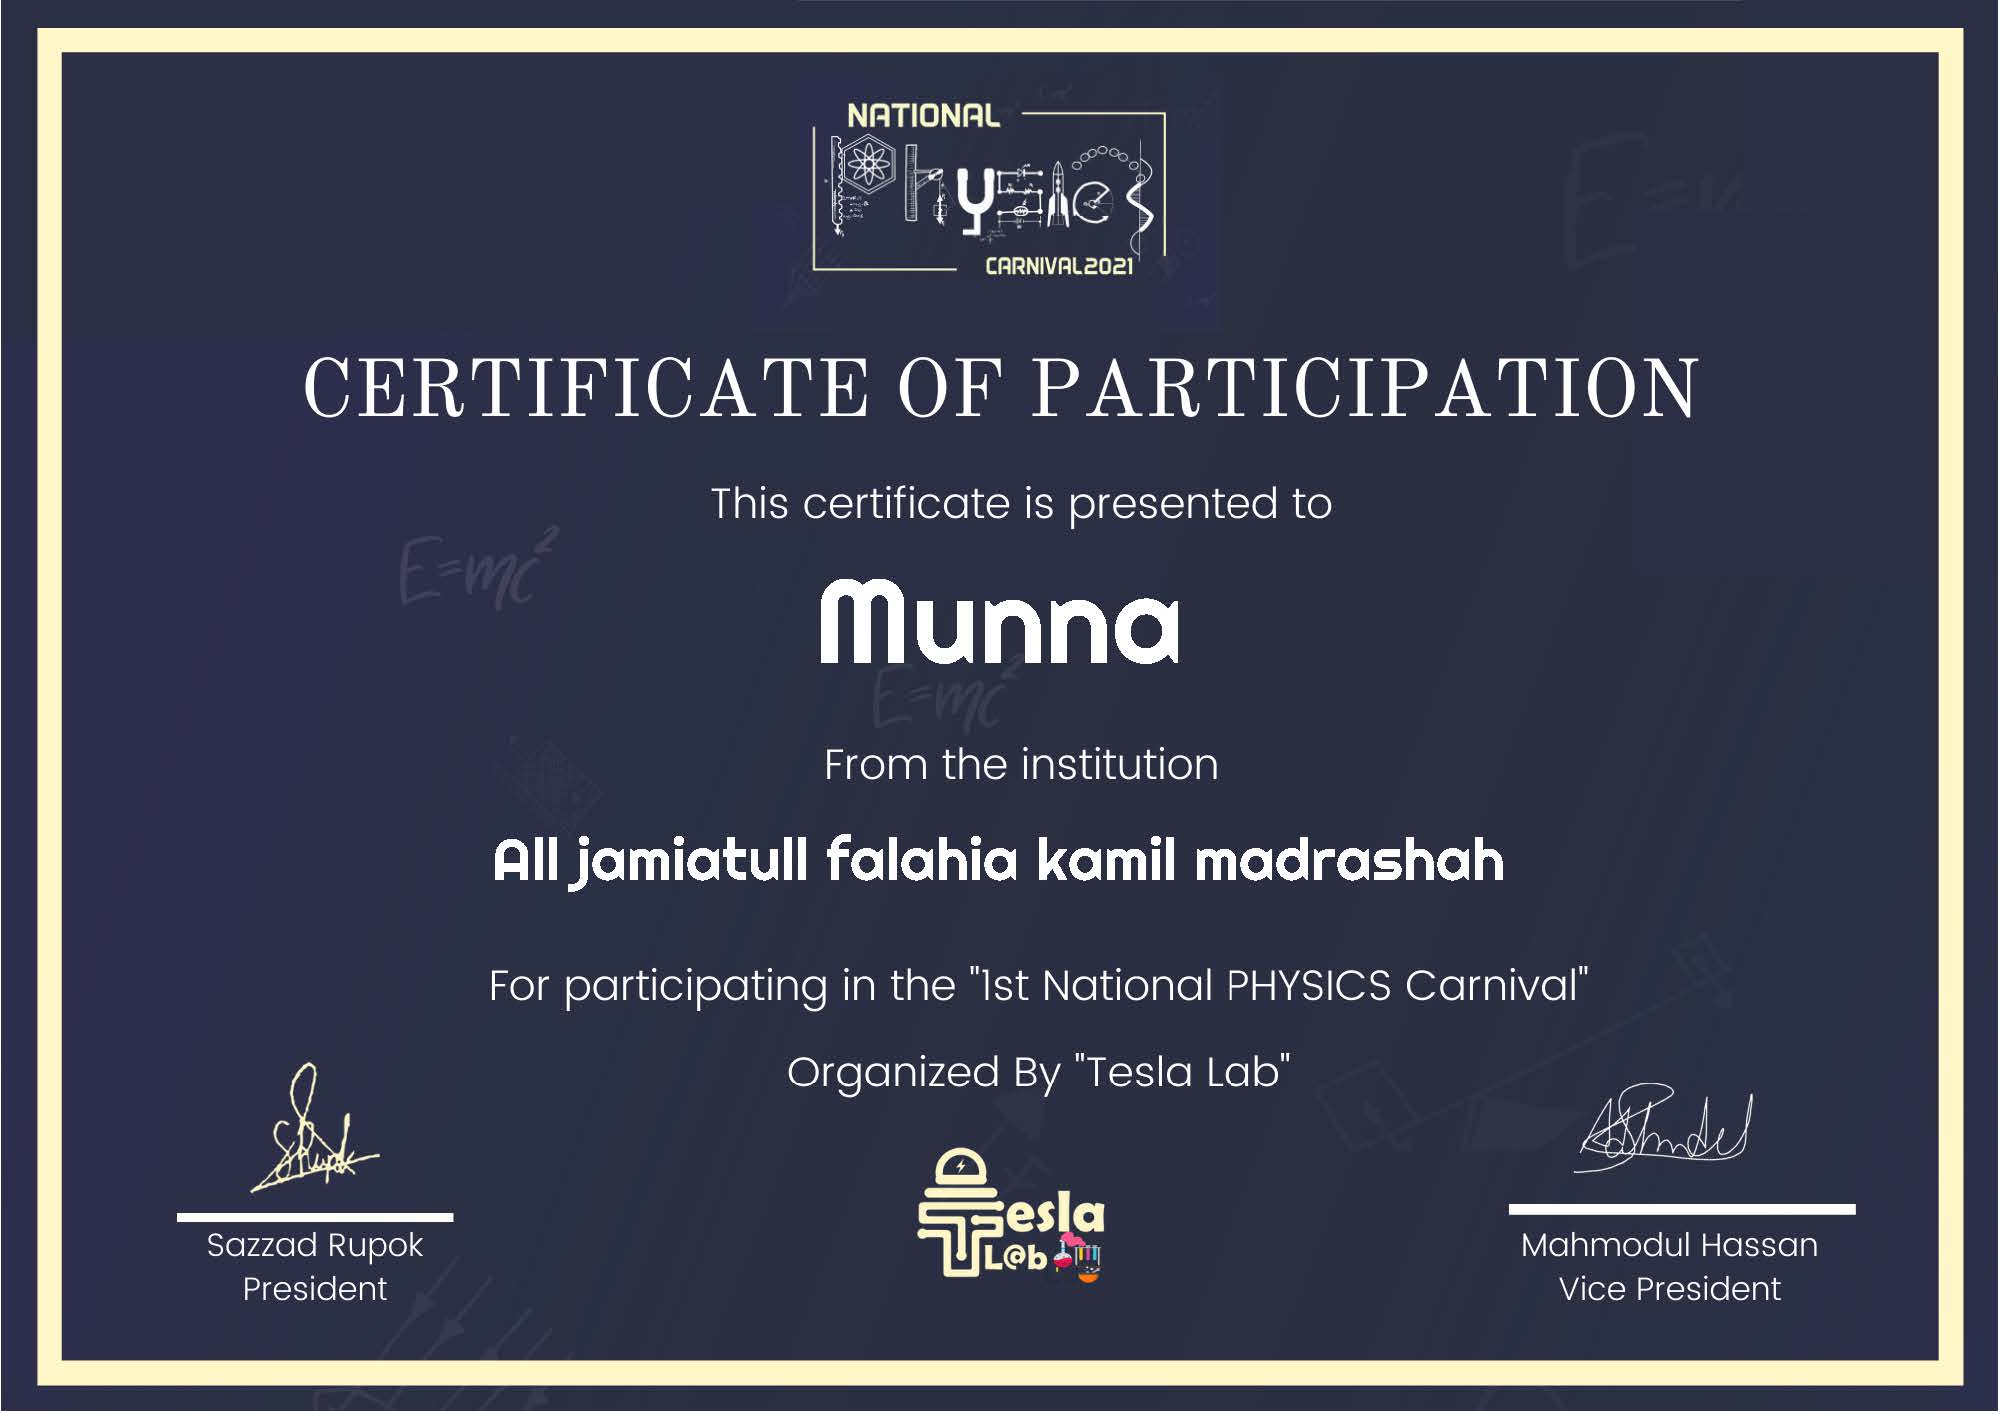 NATIONAL
PhYSICS
CARNIVAL2021
CERTIFICATE OF PARTICIPATION
This certificate is presented to
E=mc²
Munna
E=mc²
From the institution
All jamiatull falahia kamil madrashah
For participating in the "1st National PHYSICS Carnival"
Organized By "Tesla Lab"
Tesla
L@b
Sazzad Rupok
President
Mahmodul Hassan
Vice President